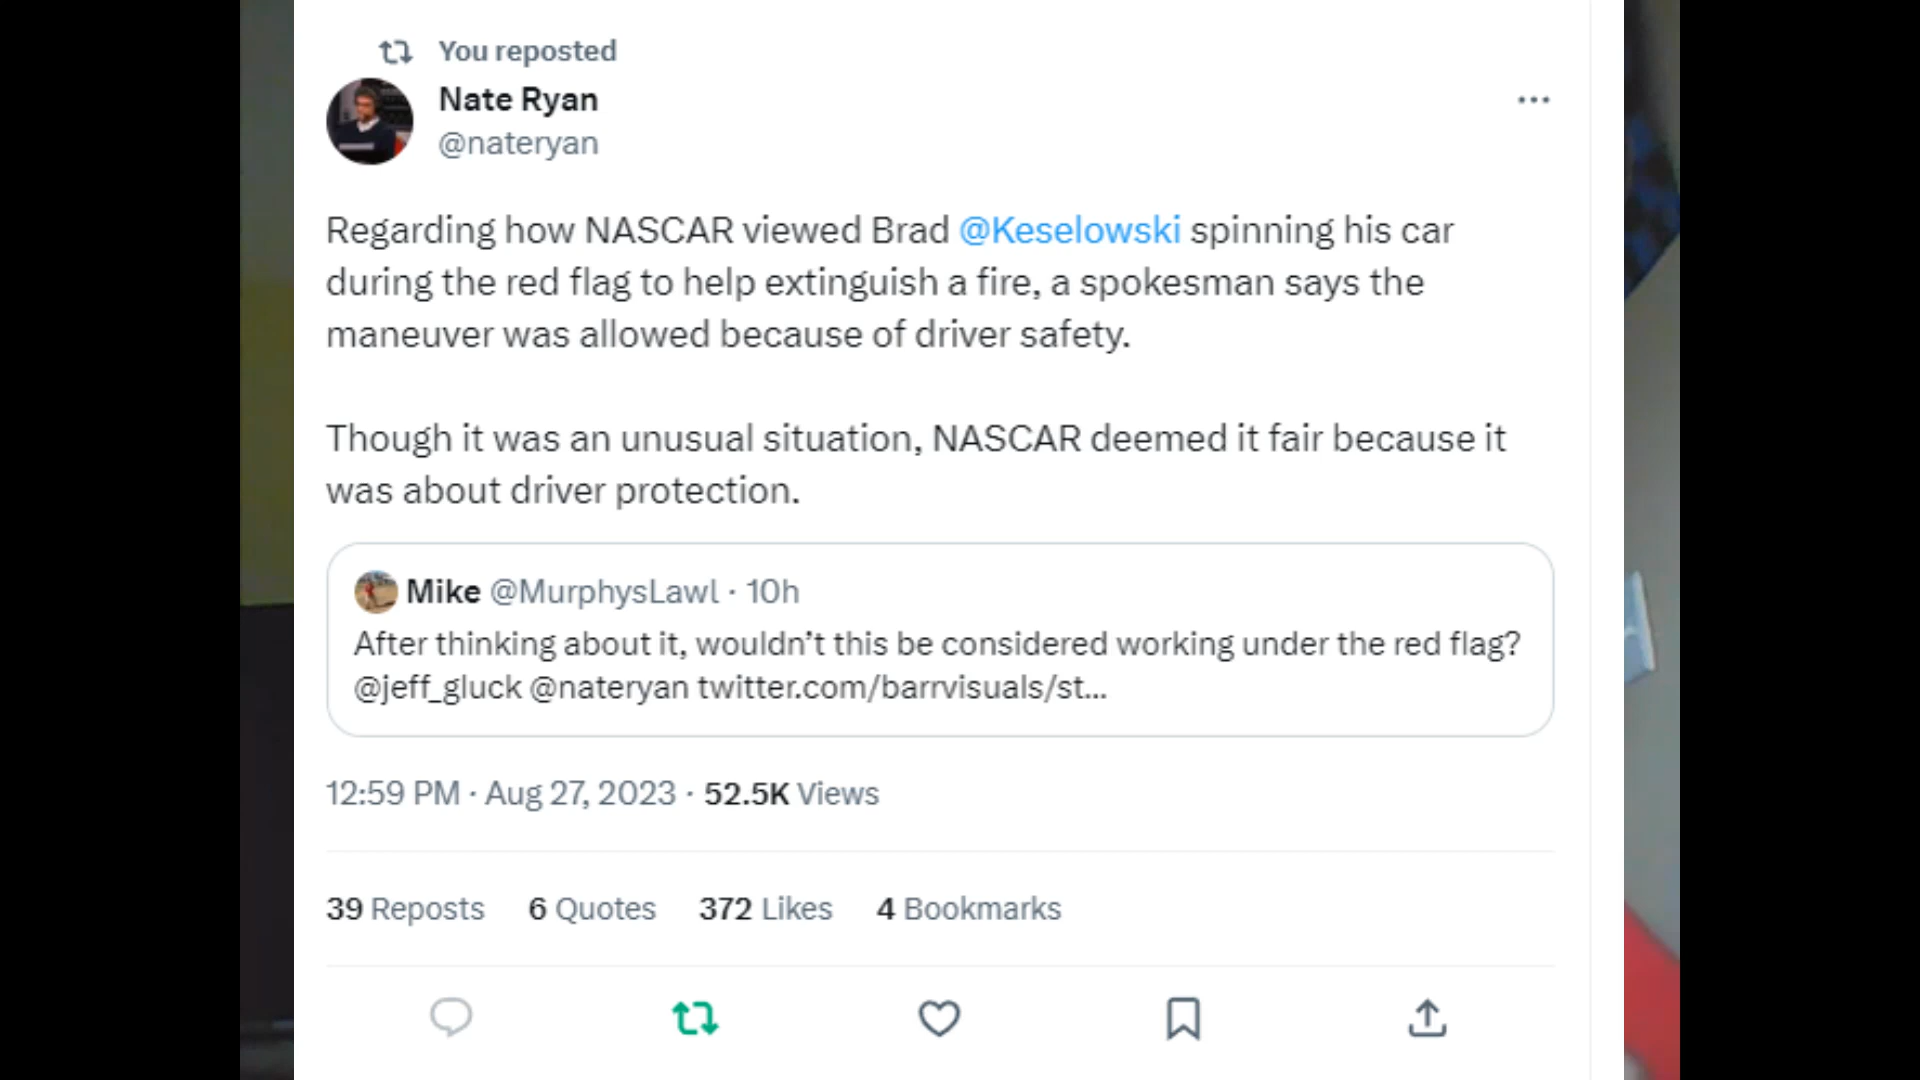 You reposted
Nate Ryan
@nateryan
Regarding how NASCAR viewed Brad @Keselowski spinning his car
during the red flag to help extinguish a fire, a spokesman says the
maneuver was allowed because of driver safety.
Though it was an unusual situation, NASCAR deemed it fair because it
was about driver protection.
Mike @MurphysLawl · 10h
After thinking about it, wouldn’t this be considered working under the red flag?
@jeff_gluck @nateryan twitter.com/barrvisuals/st...
12:59 PM · Aug 27, 2023 · 52.5K Views
39 Reposts 6 Quotes 372 Likes 4 Bookmarks